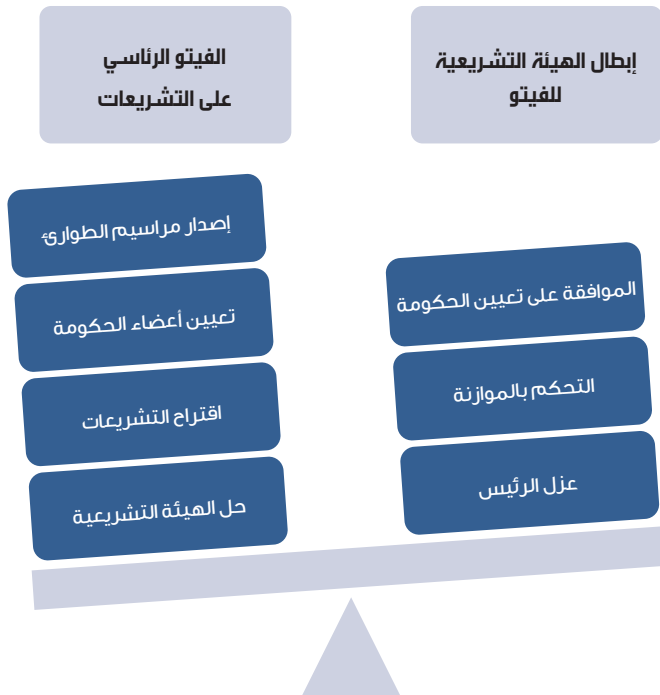 إبطال الهيئة التشريعية
للفيتو
الموافقة على تعيين الحكومة
التحكم بالموازنة
عزل الرئيس
الفيتو الرئاسي
على التشريعات
إصدار مراسيم الطوارئ
تعيين أعضاء الحكومة
اقتراح التشريعات
حل الهيئة التشريعية